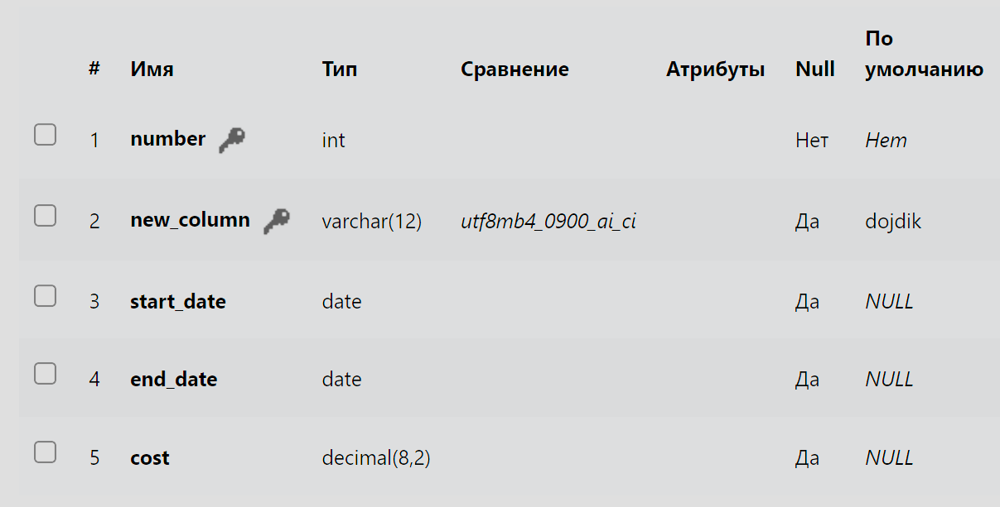 # Имя Тип Сравнение Атрибуты Null По умолчанию
1 number int Нет Нет
2 new_column varchar(12) utf8mb4_0900_ai_ci Да dojdik
3 start_date date Да NULL
4 end_date date Да NULL
5 cost decimal(8,2) Да NULL